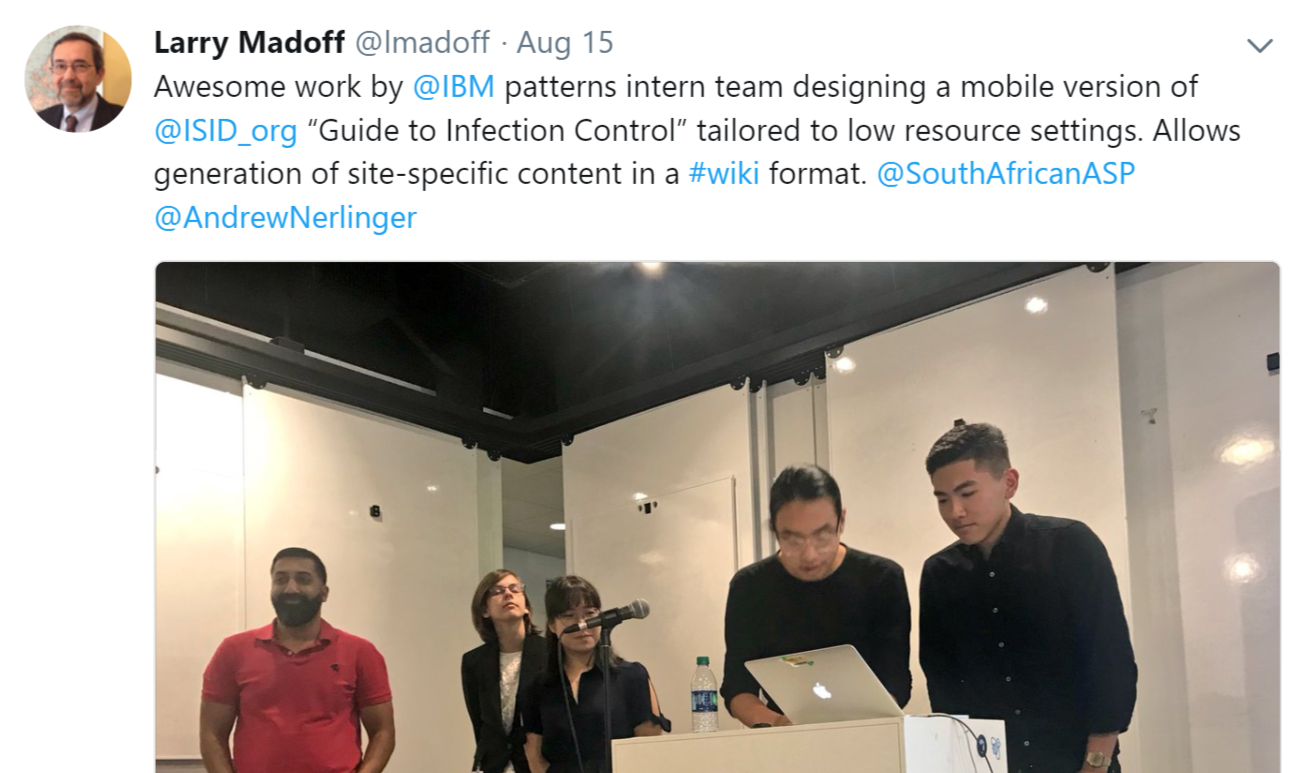 Larry Madoff @lmadoff · Aug 15
Awesome work by @IBM patterns intern team designing a mobile version of
@ISID_org “Guide to Infection Control” tailored to low resource settings. Allows
generation of site-specific content in a #wiki format. @SouthAfricanASP
@AndrewNerlinger